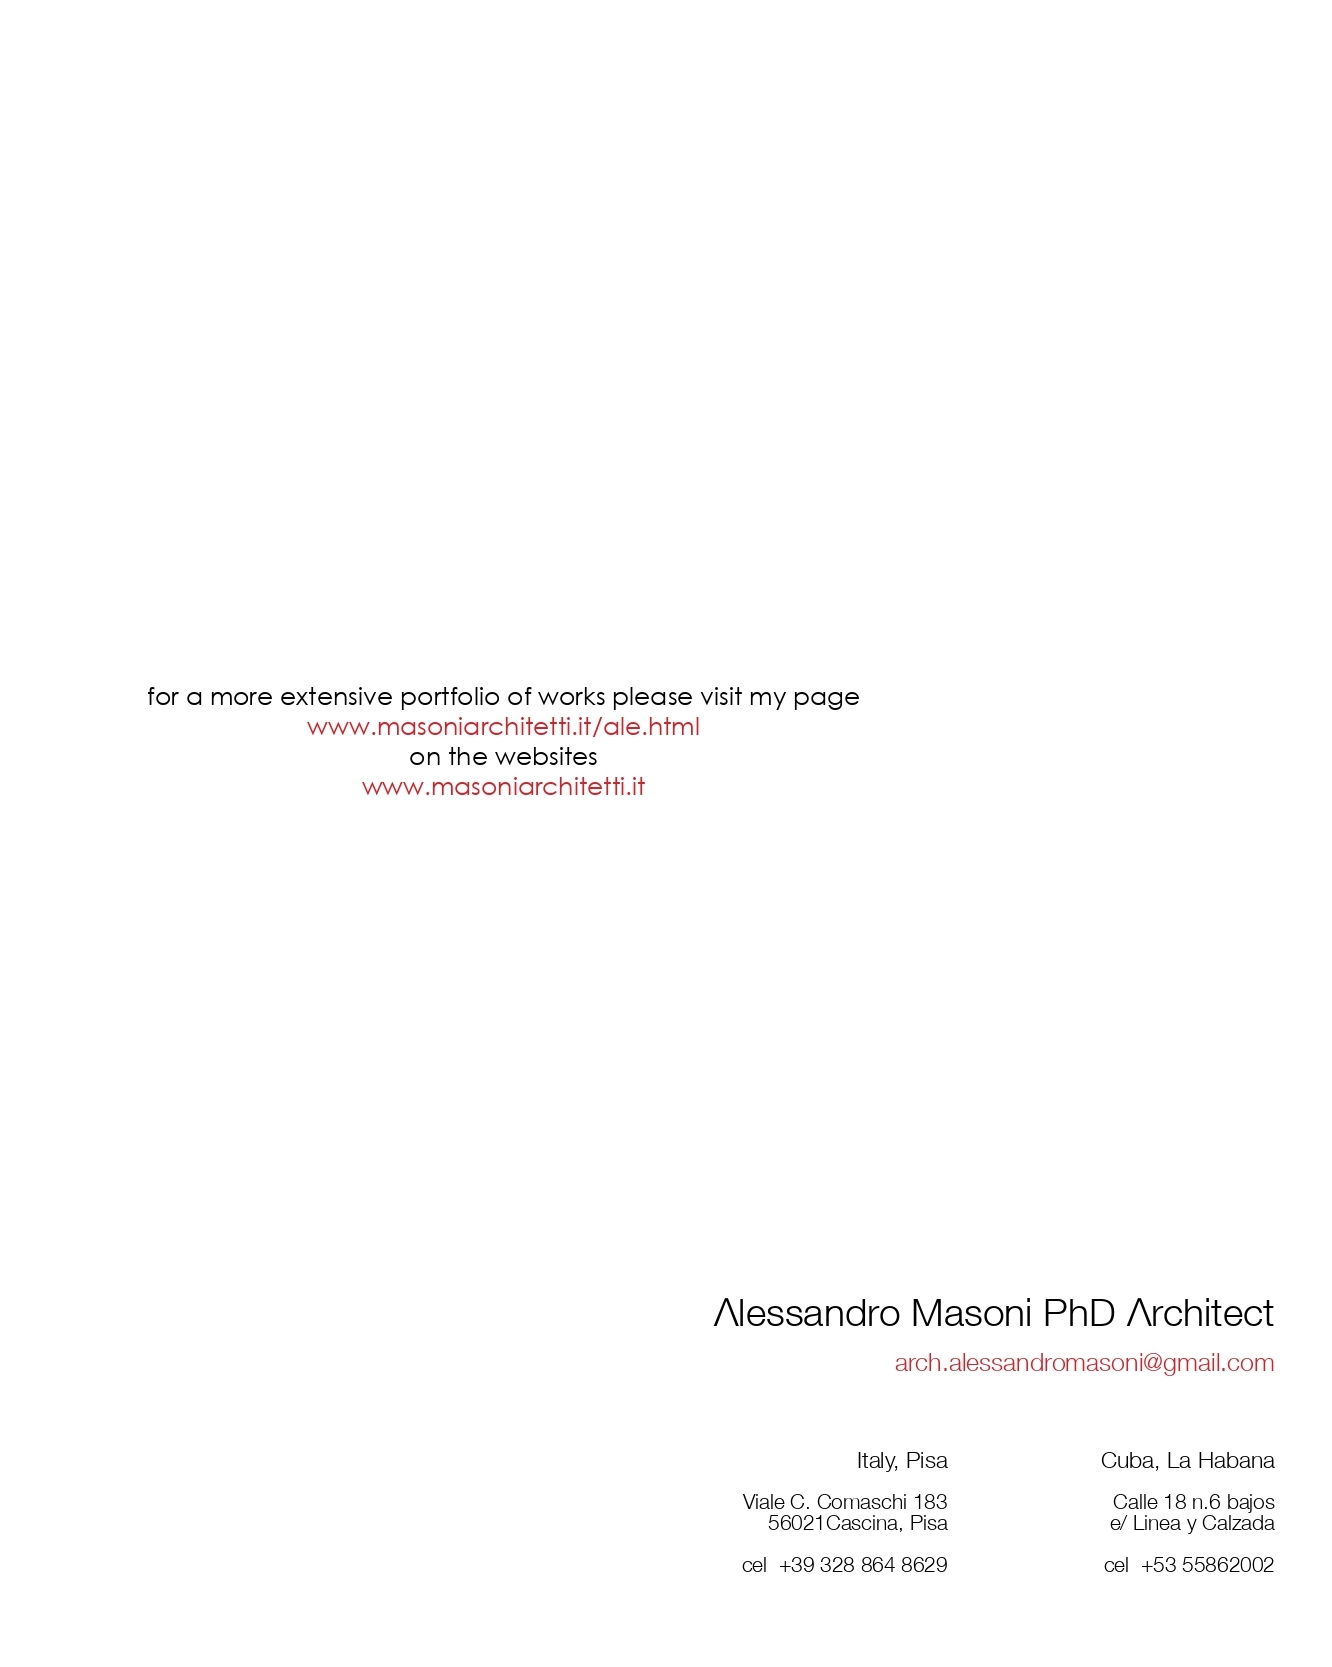 for a more extensive portfolio of works please visit my page
www.masoniarchitetti.it/ale.html
on the websites
www.masoniarchitetti.it
Alessandro Masoni PhD Architect
arch.alessandromasoni@gmail.com
Italy, Pisa
Viale C. Comaschi 183
56021Cascina, Pisa
cel +39 328 864 8629
Cuba, La Habana
Calle 18 n.6 bajos
e/ Linea y Calzada
cel +53 55862002